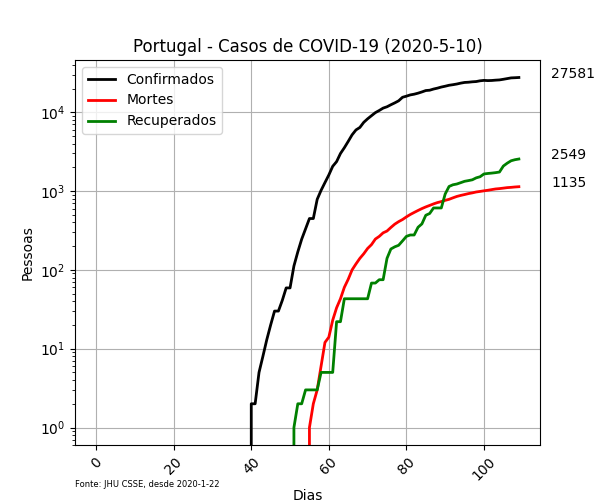 Portugal - Casos de COVID-19 (2020-5-10)
Confirmados
Mortes
Recuperados
27581
2549
1135
Pessoas
10⁴
10³
10²
10¹
10⁰
0 20 40 60 80 100
Fonte: JHU CSSE, desde 2020-1-22
Dias